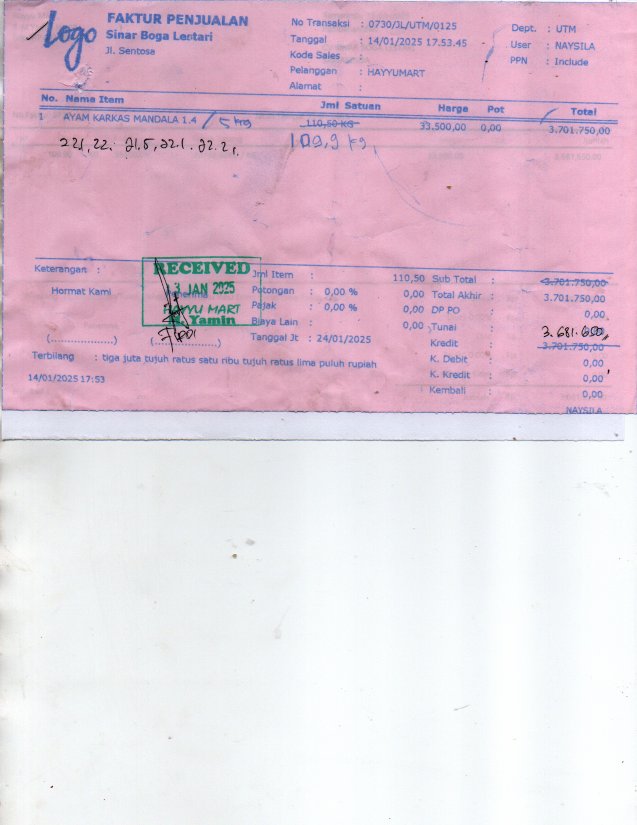 Logo
FAKTUR PENJUALAN
Sinar Boga Lestari
Jl. Sentosa
No Transaksi : 0730/JL/UTM/0125
Tanggal : 14/01/2025 17.53.45
Kode Sales :
Pelanggan : HAYYUMART
Alamat :
Dept. : UTM
User : NAYSILA
PPN : Include
No. Nama Item Jml Satuan Harga Pot Total
1 AYAM KARKAS MANDALA 1.4 / 5 kg 110,50 KG 33.500,00 0,00 3.701.750,00
22.1, 22. 21.8, 22.1. 22.2,
109,9 kg
Keterangan :
Hormat Kami
(................)
(................)
RECEIVED
13 JAN 2025
HAYYU MART
Yamin
Jml Item : 110,50
Potongan : 0,00 % 0,00
Pajak : 0,00 % 0,00
Biaya Lain : 0,00
Tanggal Jt : 24/01/2025
Sub Total : 3.701.750,00
Total Akhir : 3.701.750,00
DP PO : 0,00
Tunai : 3.681.650,
Kredit : 3.701.750,00
K. Debit : 0,00
K. Kredit : 0,00
Kembali : 0,00
Terbilang : tiga juta tujuh ratus satu ribu tujuh ratus lima puluh rupiah
14/01/2025 17:53
NAYSILA